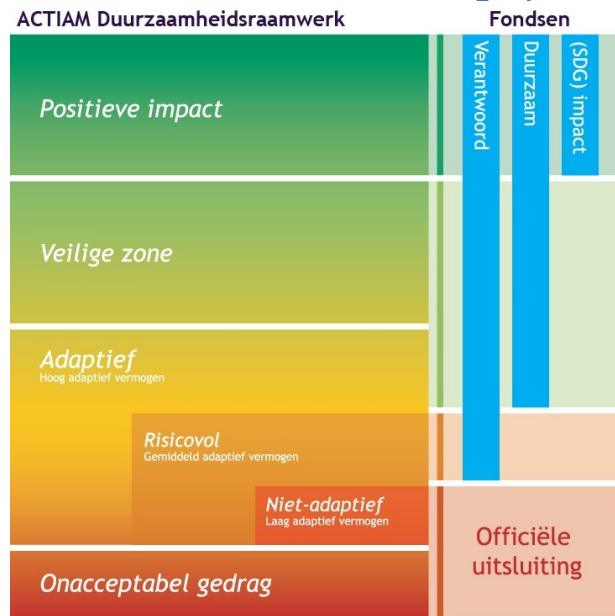 ACTIAM Duurzaamheidsraamwerk
Fondsen
Positieve impact
Verantwoord
Duurzaam
(SDG) impact
Veilige zone
Adaptief
Hoog adaptief vermogen
Risicovol
Gemiddeld adaptief vermogen
Niet-adaptief
Laag adaptief vermogen
Officiële
uitsluiting
Onacceptabel gedrag